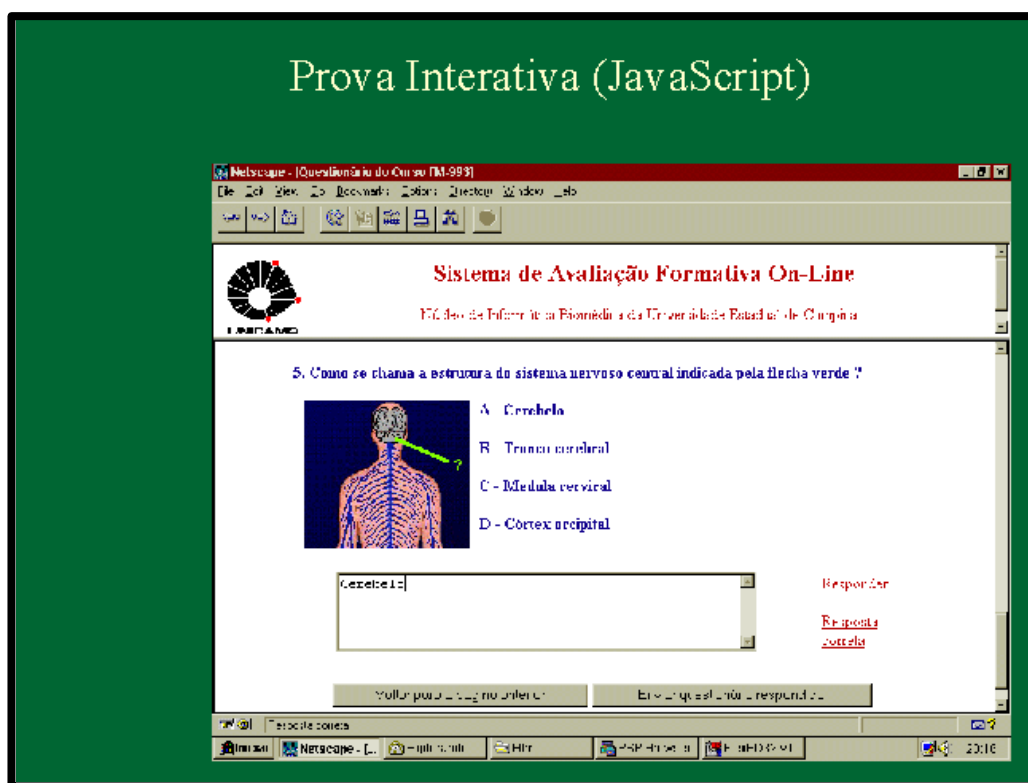 Prova Interativa (JavaScript)
Netscape - [Questionário do Curso FM-993]
File Edit View Go Bookmarks Options Directory Window Help
Sistema de Avaliação Formativa On-Line
Núcleo de Informática Biomédica da Universidade Estadual de Campinas
UNICAMP
5. Como se chama a estrutura do sistema nervoso central indicada pela flecha verde ?
?
A - Cerebelo
B - Tronco cerebral
C - Medula cervical
D - Córtex occipital
Cerebelo
Responder
Resposta
correta
Voltar para a página anterior
Enviar questionário respondido
Resposta correta
Netscape - [...
20:16